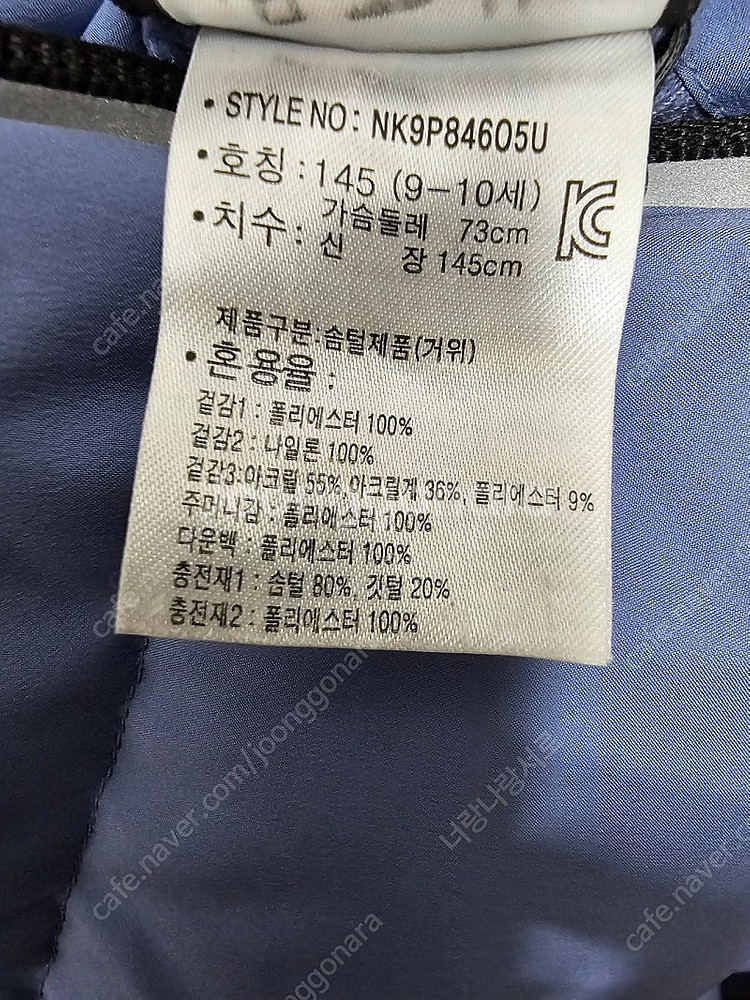 • STYLE NO: NK9P84605U
• 호칭 : 145 (9-10세)
• 치수 : 가슴둘레 73cm
신 장 145cm
KC
제품구분:솜털제품(거위)
• 혼용율 :
겉감1 : 폴리에스터 100%
겉감2 : 나일론 100%
겉감3:아크릴 55%,아크릴계 36%, 폴리에스터 9%
주머니감 : 폴리에스터 100%
다운백 : 폴리에스터 100%
충전재1 : 솜털 80%, 깃털 20%
충전재2 : 폴리에스터 100%
cafe.naver.com/joonggonara
너랑나랑서로
cafe.naver.com/joonggonara
cafe.naver